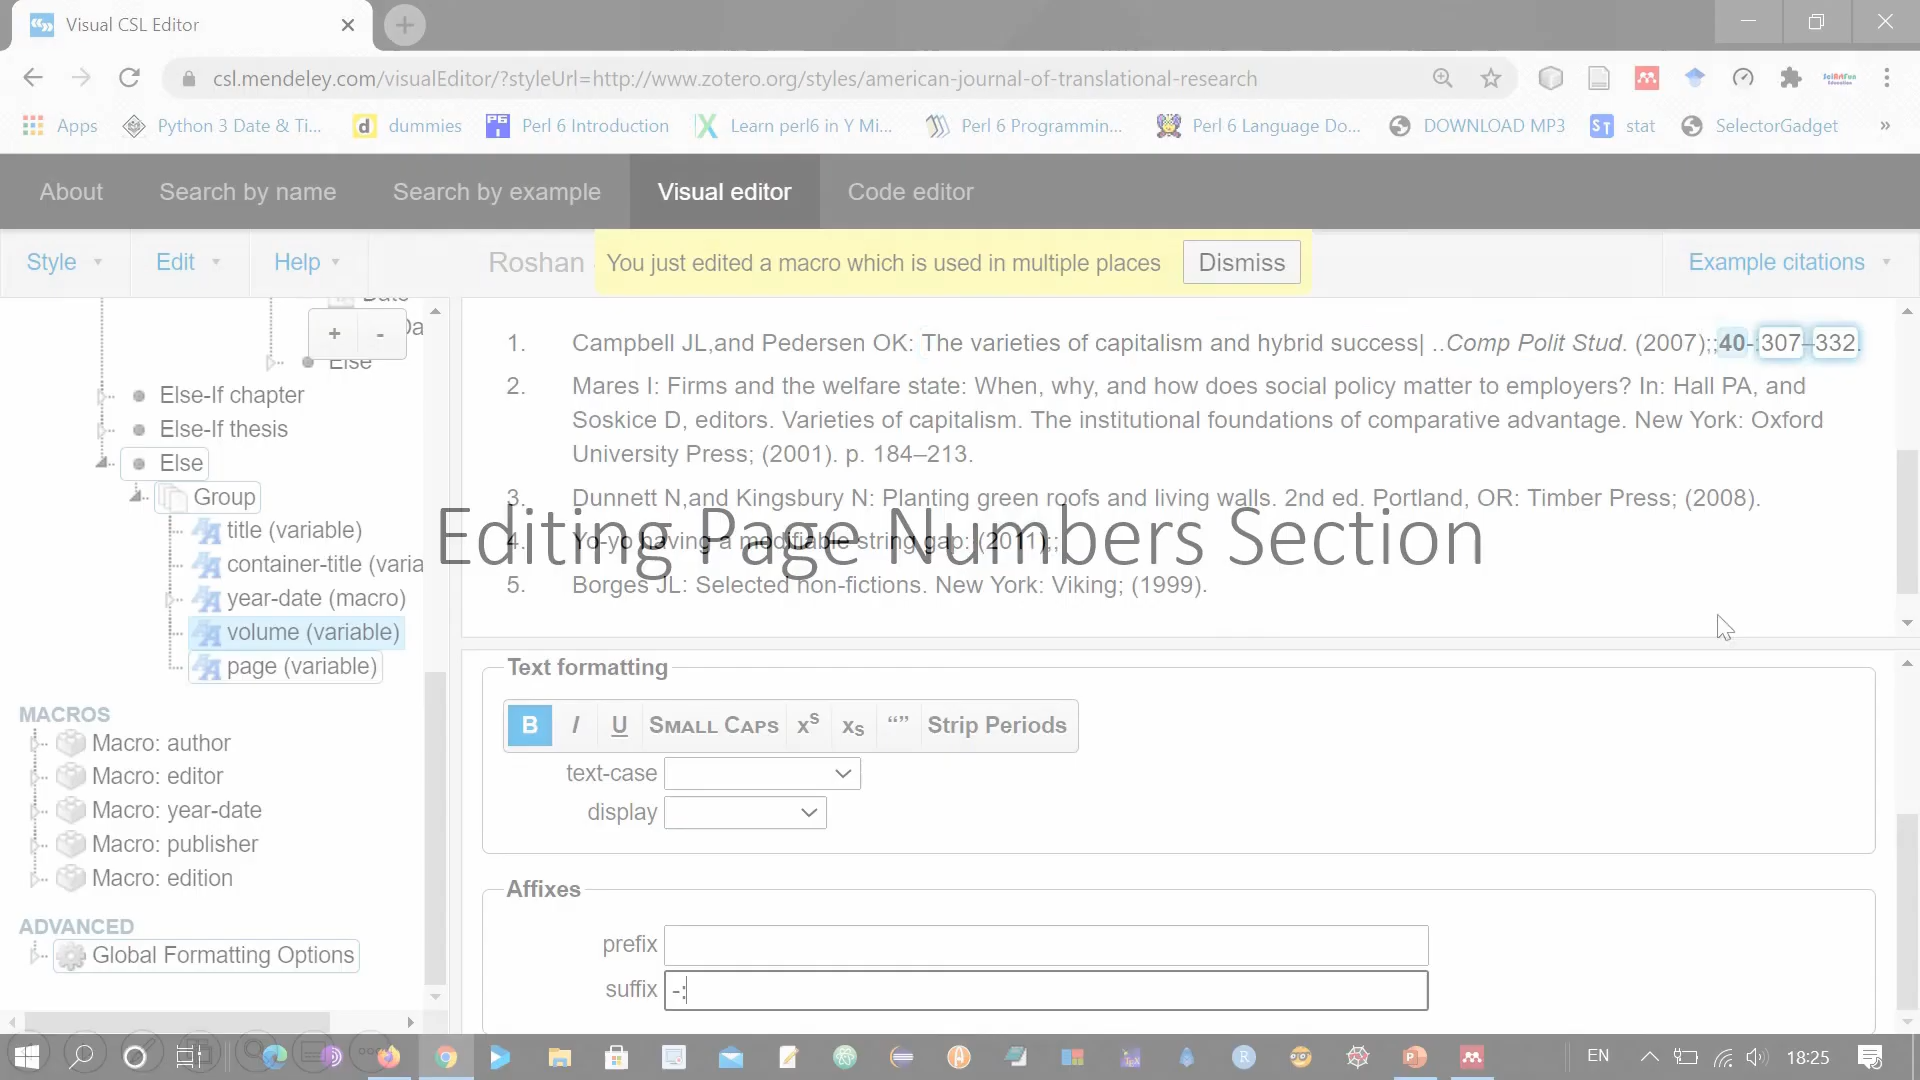 Visual CSL Editor
csl.mendeley.com/visualEditor/?styleUrl=http://www.zotero.org/styles/american-journal-of-translational-research
Apps Python 3 Date & Ti... dummies Perl 6 Introduction Learn perl6 in Y Mi... Perl 6 Programmin... Perl 6 Language Do... DOWNLOAD MP3 stat SelectorGadget »
About Search by name Search by example Visual editor Code editor
Style Edit Help Roshan You just edited a macro which is used in multiple places Dismiss Example citations
+ -
Else
Else-If chapter
Else-If thesis
Else
Group
title (variable)
container-title (varia
year-date (macro)
volume (variable)
page (variable)
MACROS
Macro: author
Macro: editor
Macro: year-date
Macro: publisher
Macro: edition
ADVANCED
Global Formatting Options
1. Campbell JL,and Pedersen OK: The varieties of capitalism and hybrid success| ..Comp Polit Stud. (2007);;40-:307–332.
2. Mares I: Firms and the welfare state: When, why, and how does social policy matter to employers? In: Hall PA, and
Soskice D, editors. Varieties of capitalism. The institutional foundations of comparative advantage. New York: Oxford
University Press; (2001). p. 184–213.
3. Dunnett N,and Kingsbury N: Planting green roofs and living walls. 2nd ed. Portland, OR: Timber Press; (2008).
Editing Page Numbers Section
4. Yo-yo having a modifiable string gap: (2011);;
5. Borges JL: Selected non-fictions. New York: Viking; (1999).
Text formatting
B I U SMALL CAPS xS xS “” Strip Periods
text-case
display
Affixes
prefix
suffix -:
EN 18:25